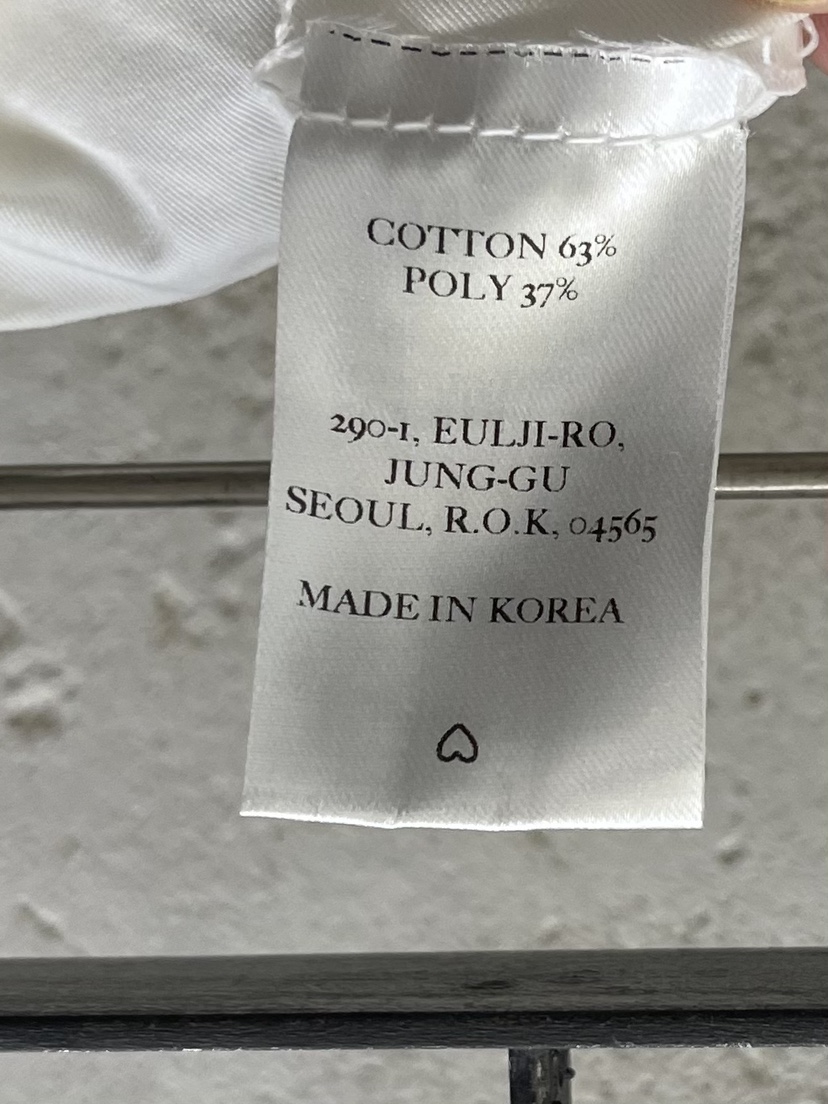 COTTON 63%
POLY 37%
290-1, EULJI-RO,
JUNG-GU
SEOUL, R.O.K, 04565
MADE IN KOREA